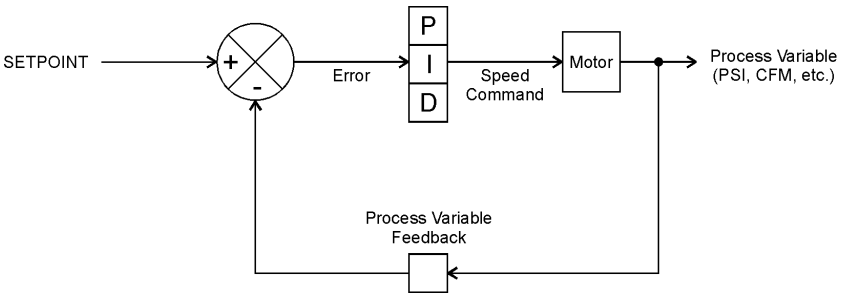 SETPOINT
+
-
Error
P
I
D
Speed
Command
Motor
Process Variable
(PSI, CFM, etc.)
Process Variable
Feedback